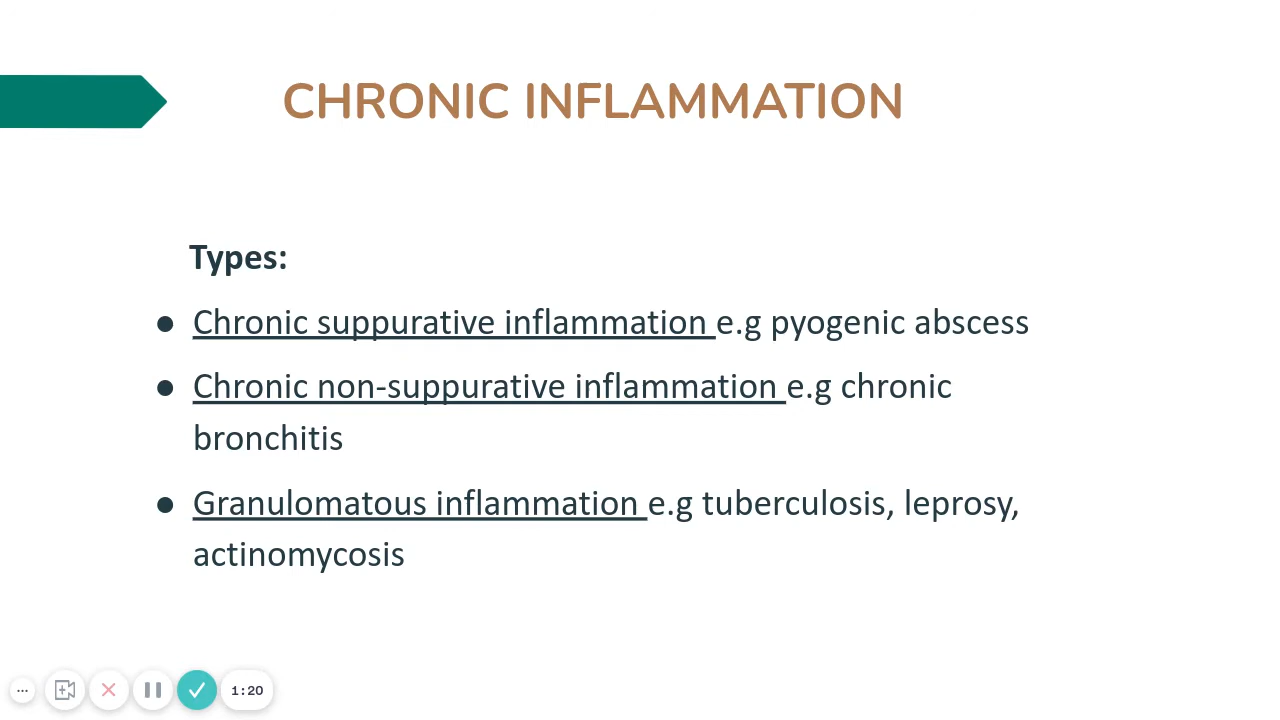 CHRONIC INFLAMMATION
Types:
● Chronic suppurative inflammation e.g pyogenic abscess
● Chronic non-suppurative inflammation e.g chronic
bronchitis
● Granulomatous inflammation e.g tuberculosis, leprosy,
actinomycosis
1:20